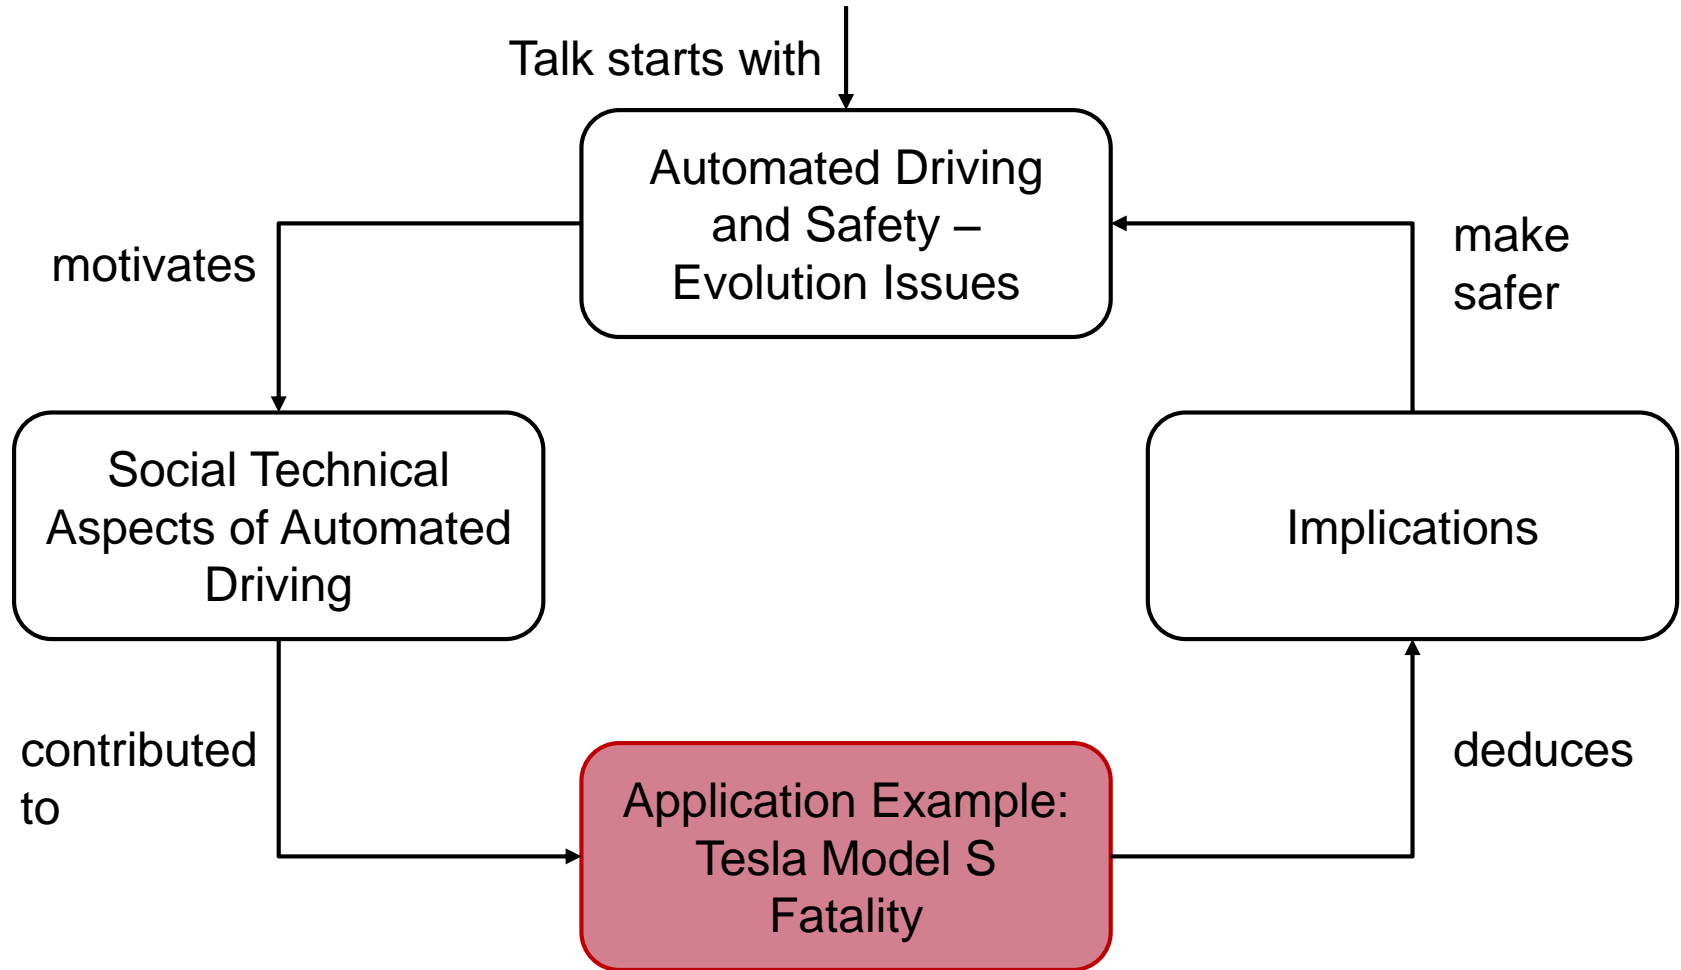 Talk starts with
Automated Driving
and Safety –
Evolution Issues
motivates
make
safer
Social Technical
Aspects of Automated
Driving
Implications
contributed
to
deduces
Application Example:
Tesla Model S
Fatality